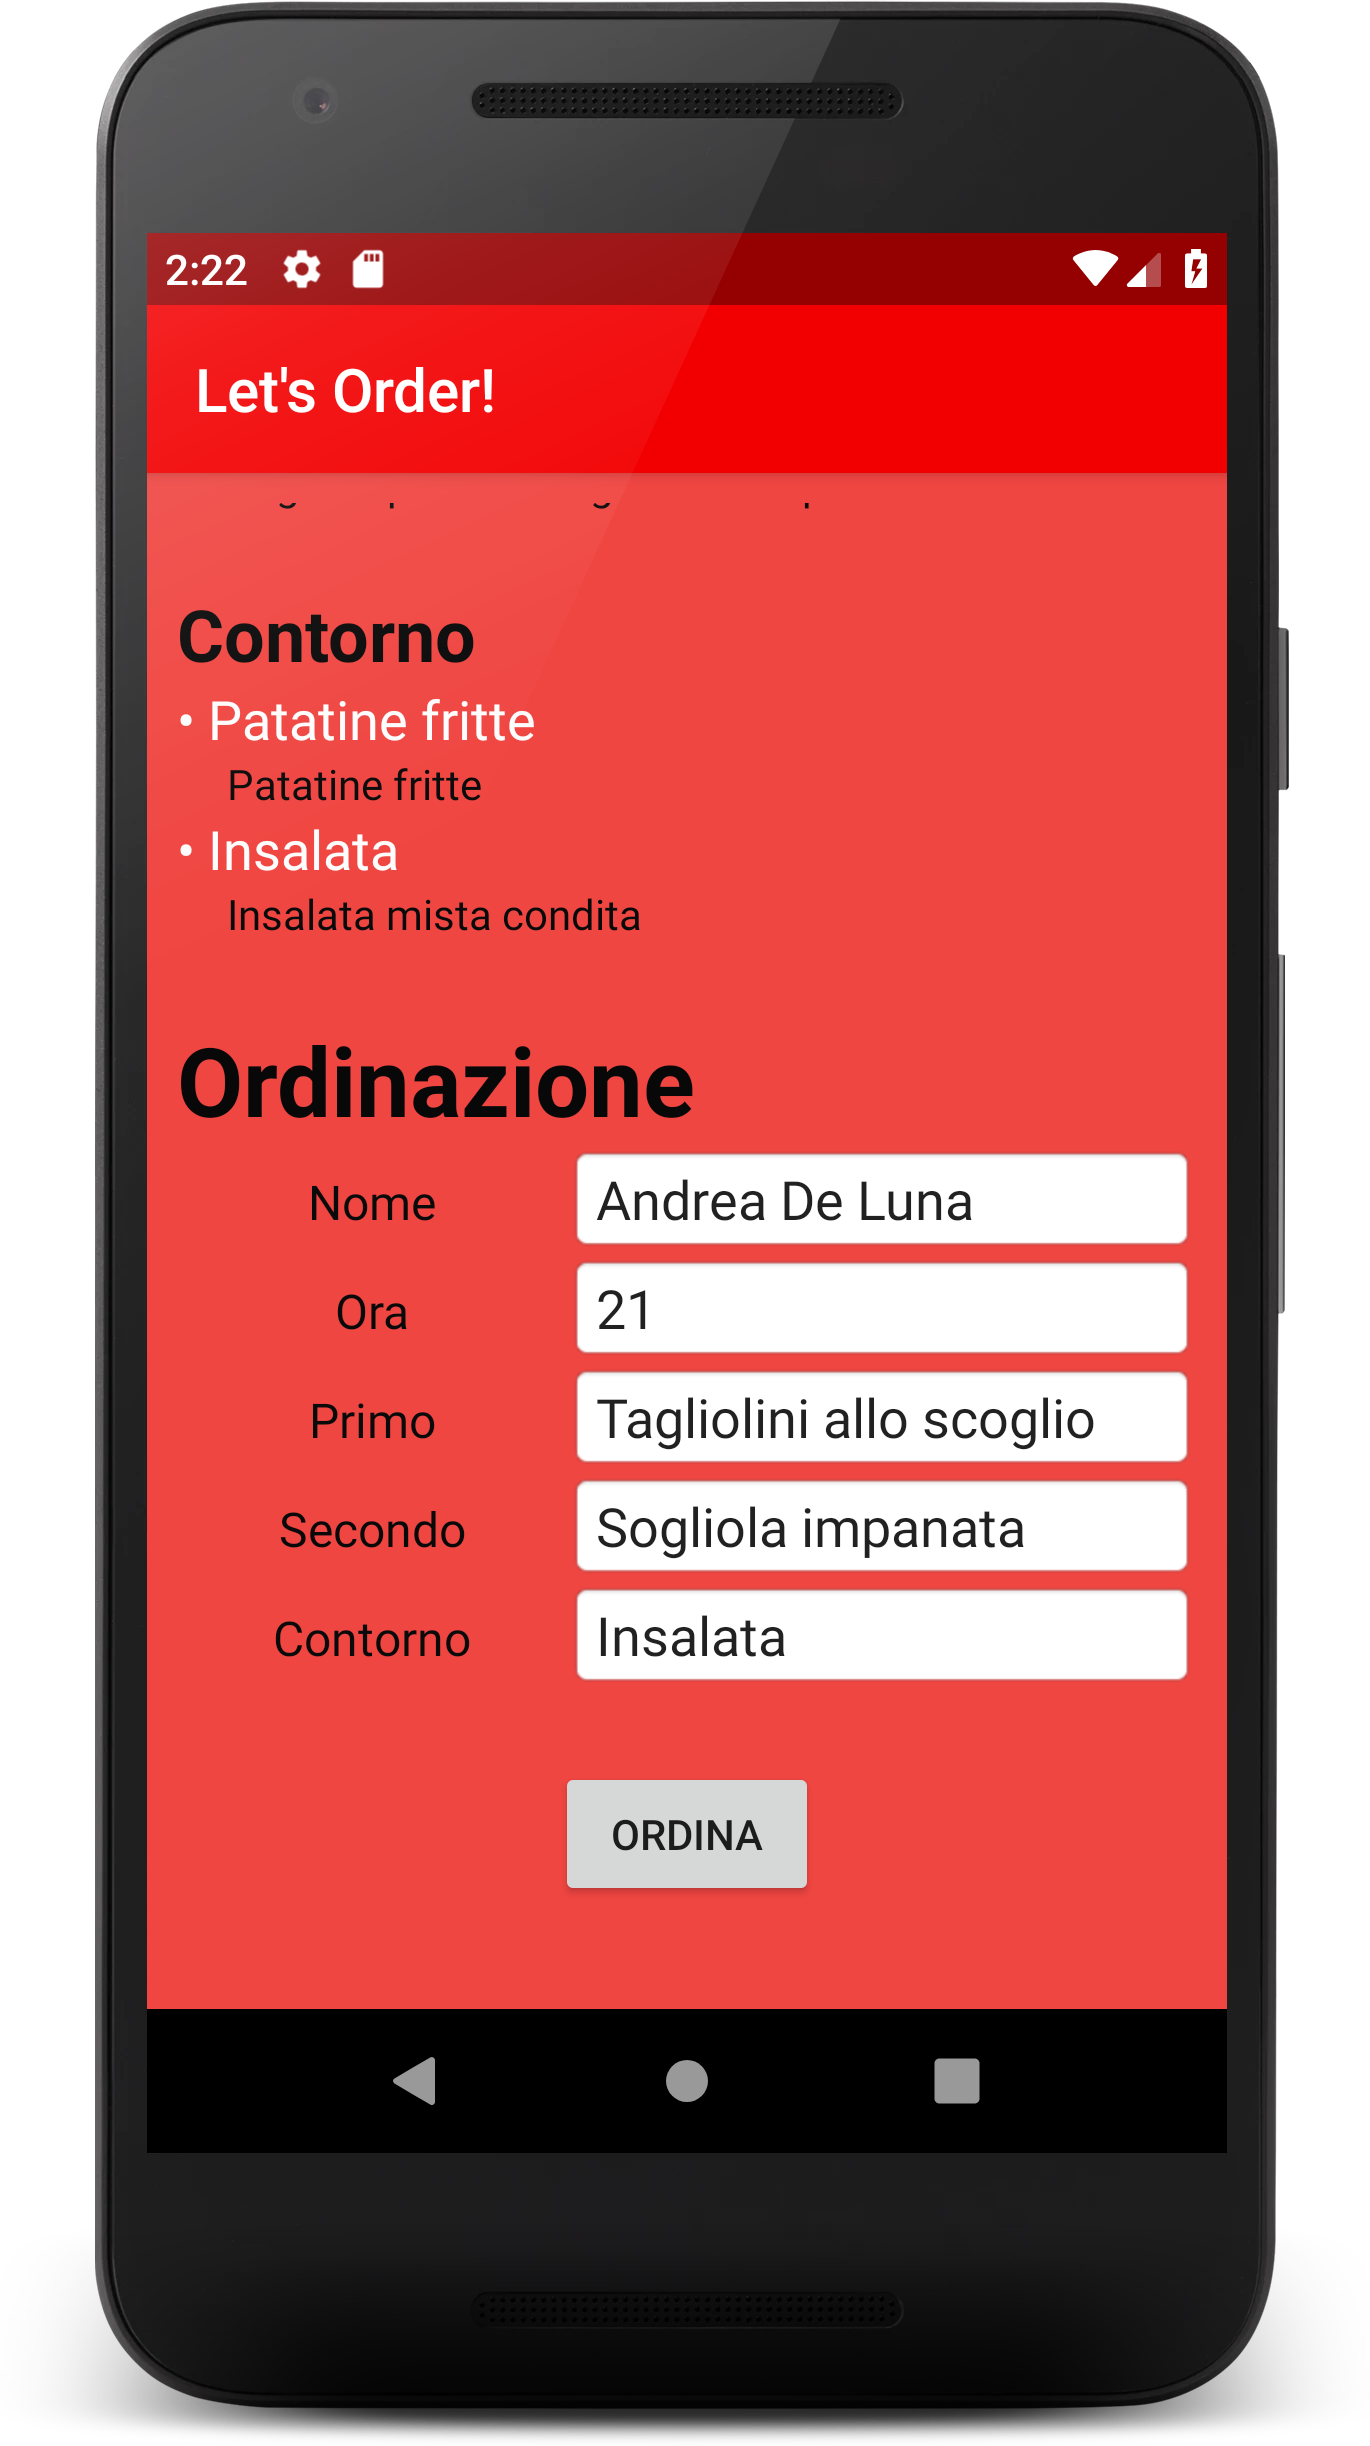 2:22
Let's Order!
Contorno
• Patatine fritte
Patatine fritte
• Insalata
Insalata mista condita
Ordinazione
Nome Andrea De Luna
Ora 21
Primo Tagliolini allo scoglio
Secondo Sogliola impanata
Contorno Insalata
ORDINA